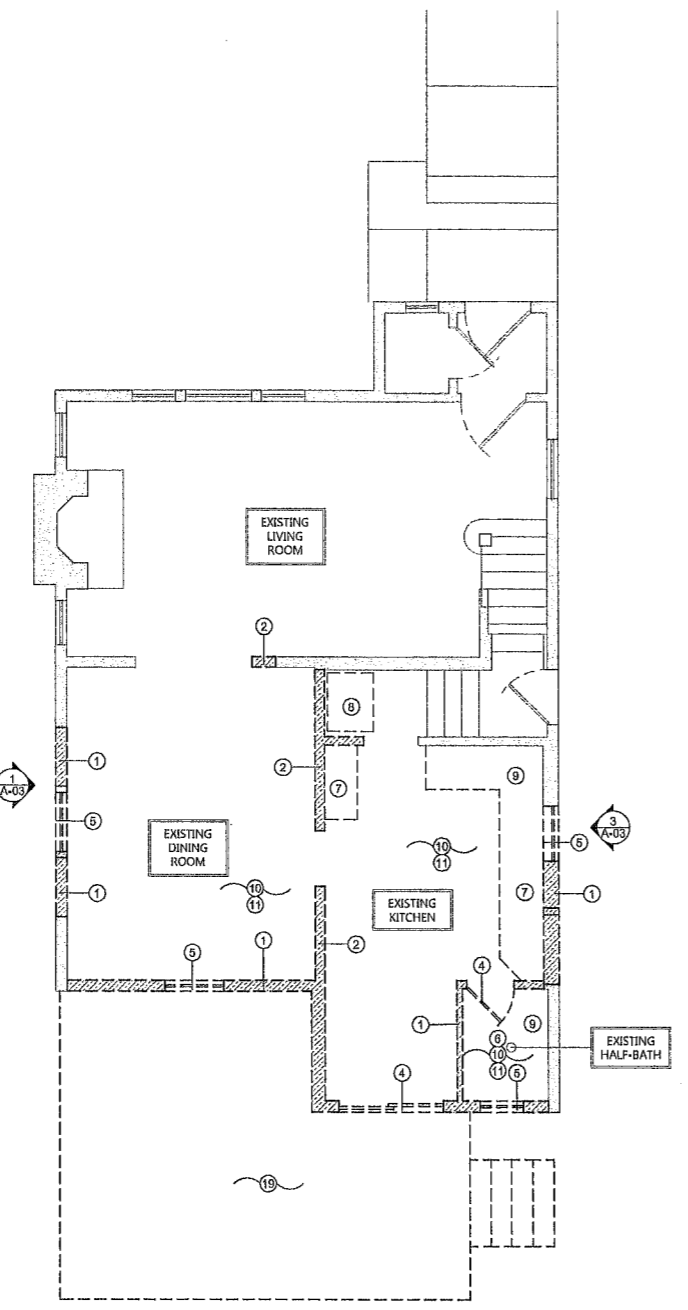 EXISTING
LIVING
ROOM
2
8
2
7
9
1
1
A-03
5
EXISTING
DINING
ROOM
10
11
3
A-03
5
10
11
7
1
1
EXISTING
KITCHEN
2
5
1
4
1
9
6
10
11
EXISTING
HALF-BATH
5
4
19